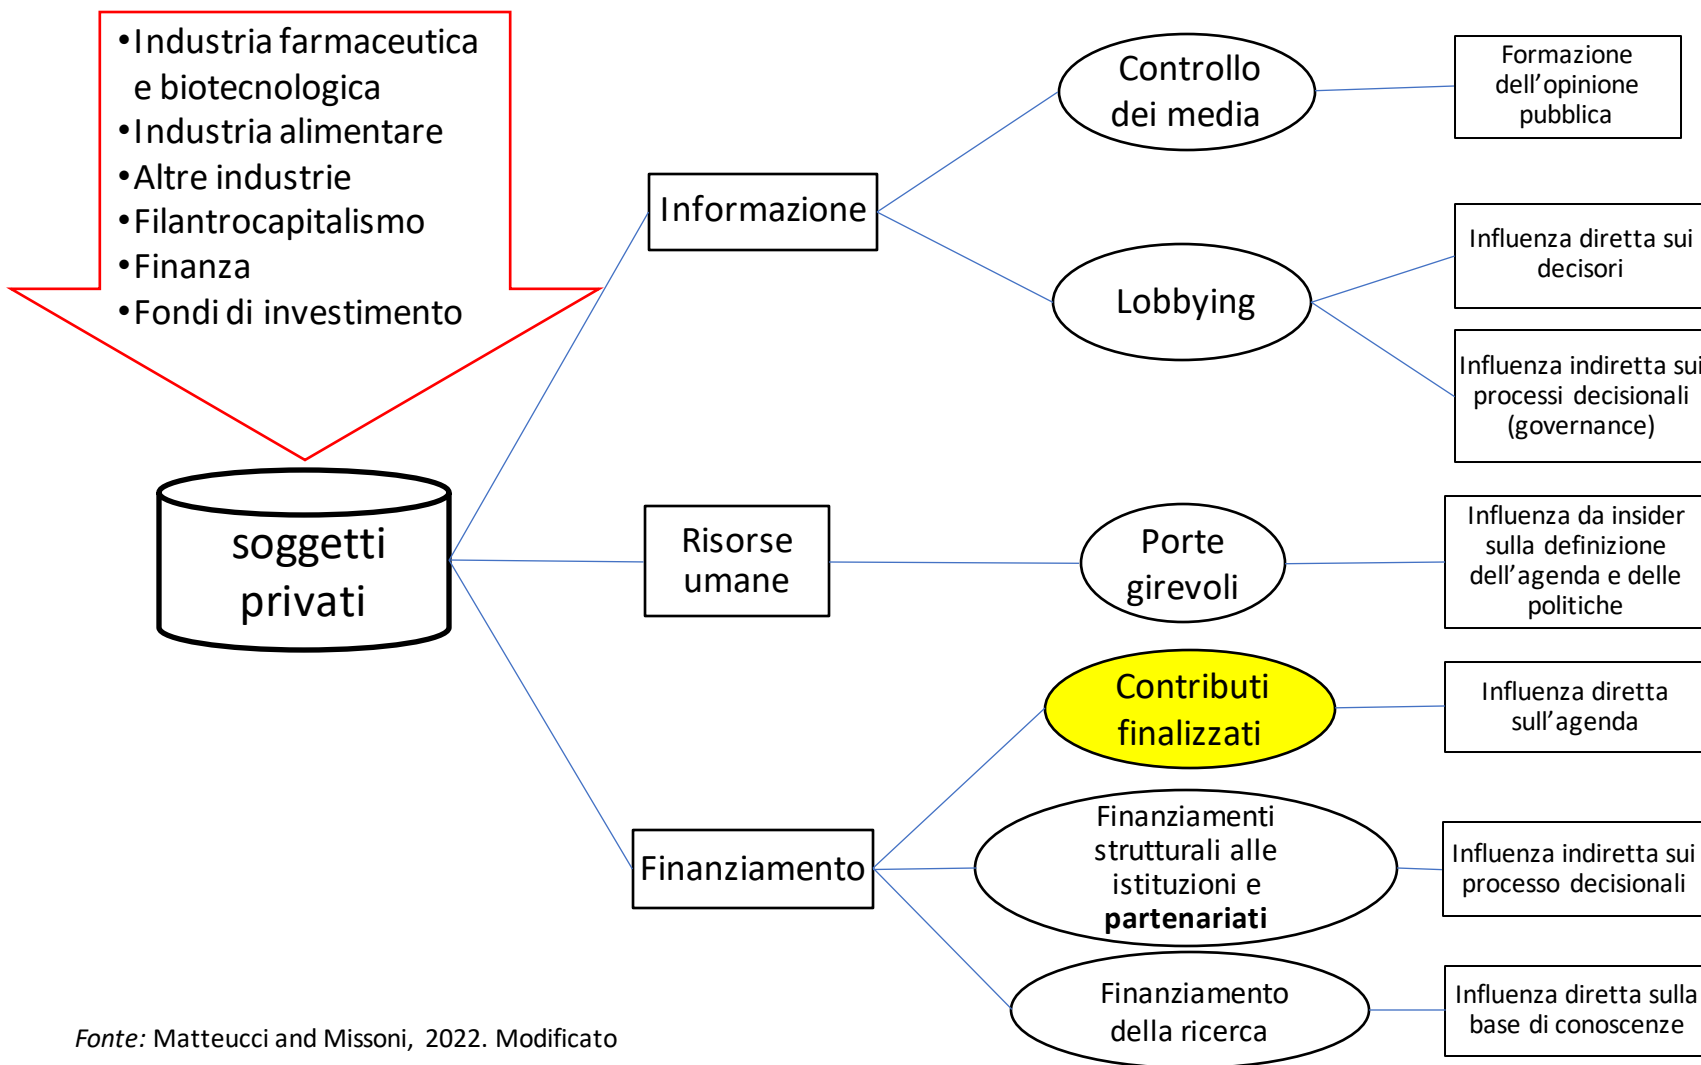 •Industria farmaceutica
e biotecnologica
•Industria alimentare
•Altre industrie
•Filantrocapitalismo
•Finanza
•Fondi di investimento
soggetti
privati
Informazione
Controllo
dei media
Formazione
dell’opinione
pubblica
Lobbying
Influenza diretta sui
decisori
Influenza indiretta sui
processi decisionali
(governance)
Risorse
umane
Porte
girevoli
Influenza da insider
sulla definizione
dell’agenda e delle
politiche
Finanziamento
Contributi
finalizzati
Influenza diretta
sull’agenda
Finanziamenti
strutturali alle
istituzioni e
partenariati
Influenza indiretta sui
processo decisionali
Finanziamento
della ricerca
Influenza diretta sulla
base di conoscenze
Fonte: Matteucci and Missoni, 2022. Modificato